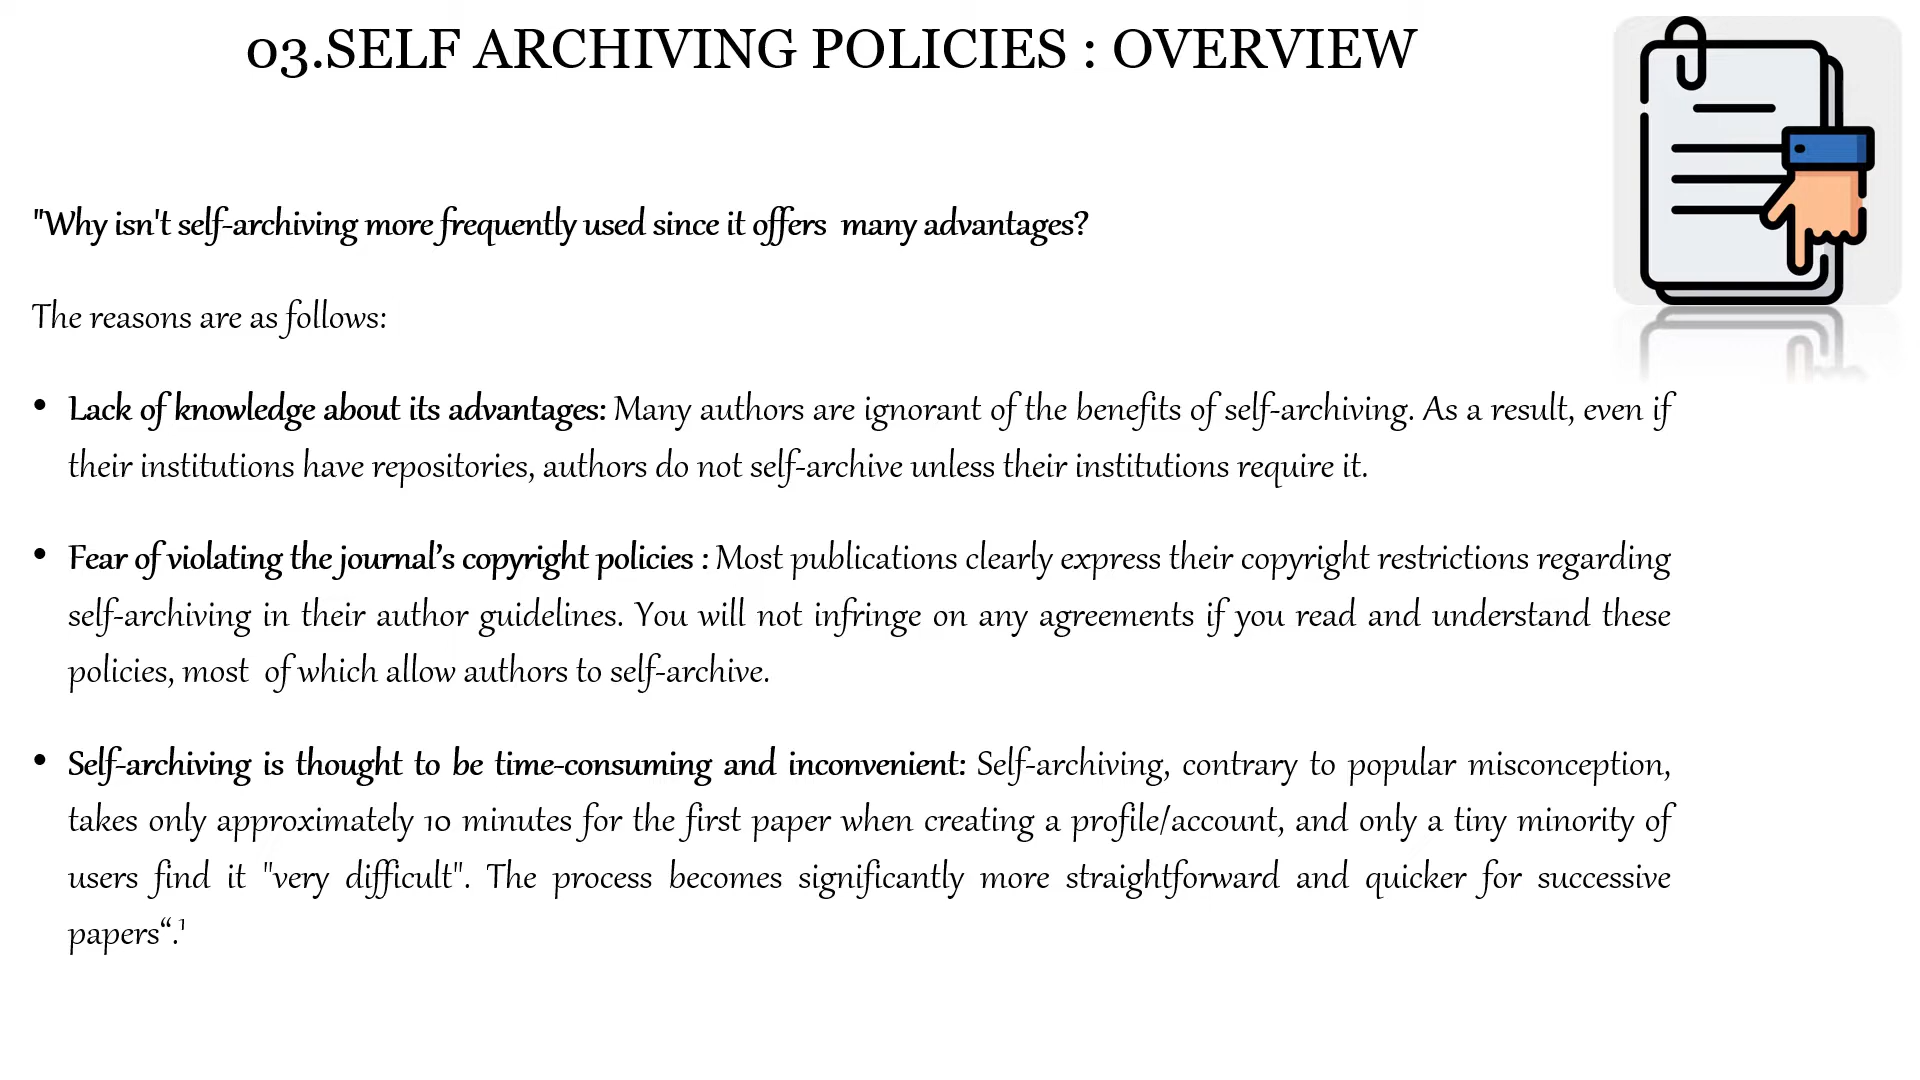 03.SELF ARCHIVING POLICIES : OVERVIEW
"Why isn't self-archiving more frequently used since it offers  many advantages?
The reasons are as follows:
• Lack of knowledge about its advantages: Many authors are ignorant of the benefits of self-archiving. As a result, even if
their institutions have repositories, authors do not self-archive unless their institutions require it.
• Fear of violating the journal’s copyright policies : Most publications clearly express their copyright restrictions regarding
self-archiving in their author guidelines. You will not infringe on any agreements if you read and understand these
policies, most  of which allow authors to self-archive.
• Self-archiving is thought to be time-consuming and inconvenient: Self-archiving, contrary to popular misconception,
takes only approximately 10 minutes for the first paper when creating a profile/account, and only a tiny minority of
users find it "very difficult". The process becomes significantly more straightforward and quicker for successive
papers“.¹